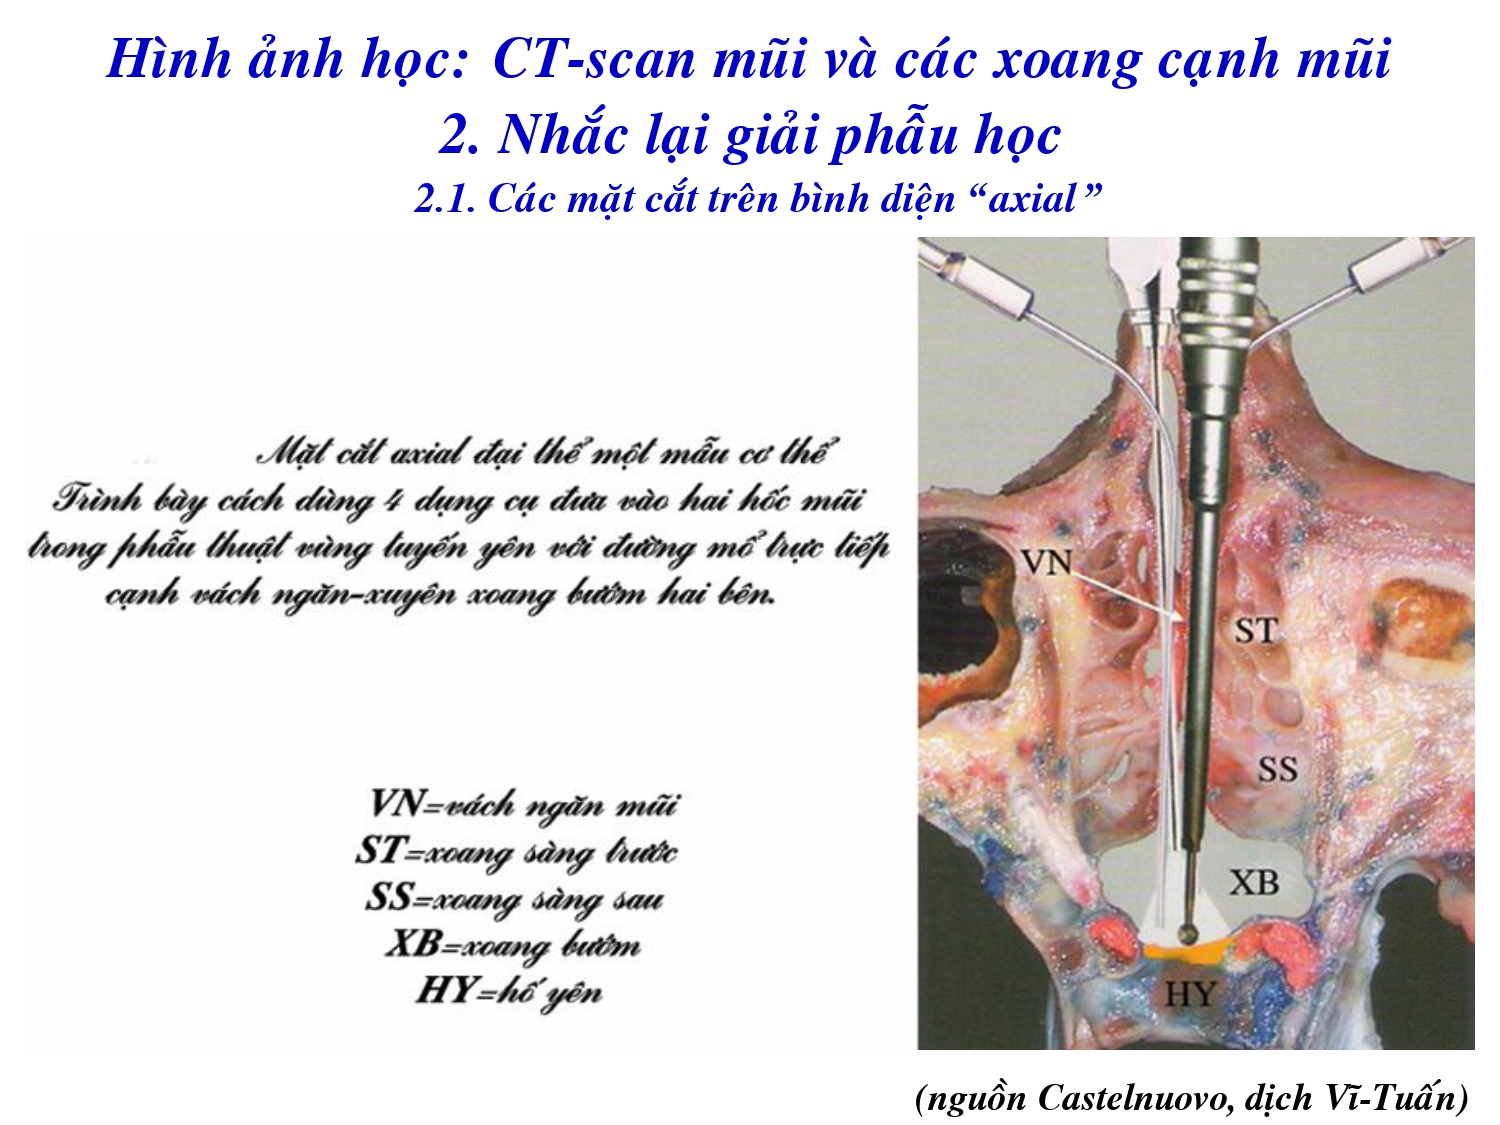 Hình ảnh học: CT-scan mũi và các xoang cạnh mũi
2. Nhắc lại giải phẫu học
2.1. Các mặt cắt trên bình diện “axial”
Mặt cắt axial đại thể một mẫu cơ thể
Trình bày cách dùng 4 dụng cụ đưa vào hai hốc mũi
trong phẫu thuật vùng tuyến yên với đường mổ trực tiếp
cạnh vách ngăn-xuyên xoang bướm hai bên.
VN=vách ngăn mũi
ST=xoang sàng trước
SS=xoang sàng sau
XB=xoang bướm
HY=hố yên
VN
ST
SS
XB
HY
(nguồn Castelnuovo, dịch Vĩ-Tuấn)